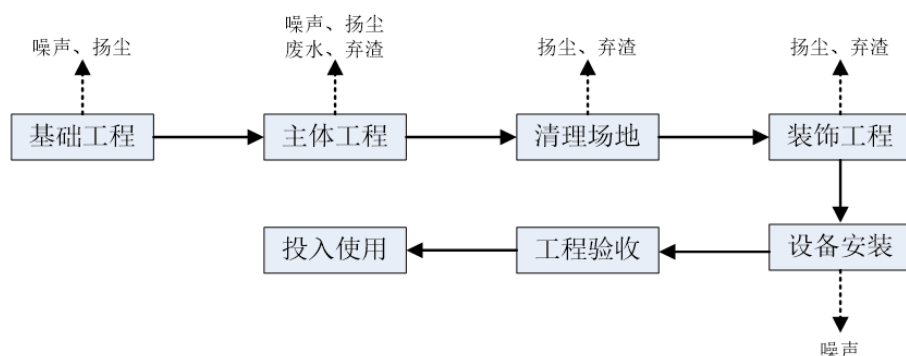 噪声、扬尘
噪声、扬尘
废水、弃渣
扬尘、弃渣
扬尘、弃渣
基础工程
主体工程
清理场地
装饰工程
投入使用
工程验收
设备安装
噪声